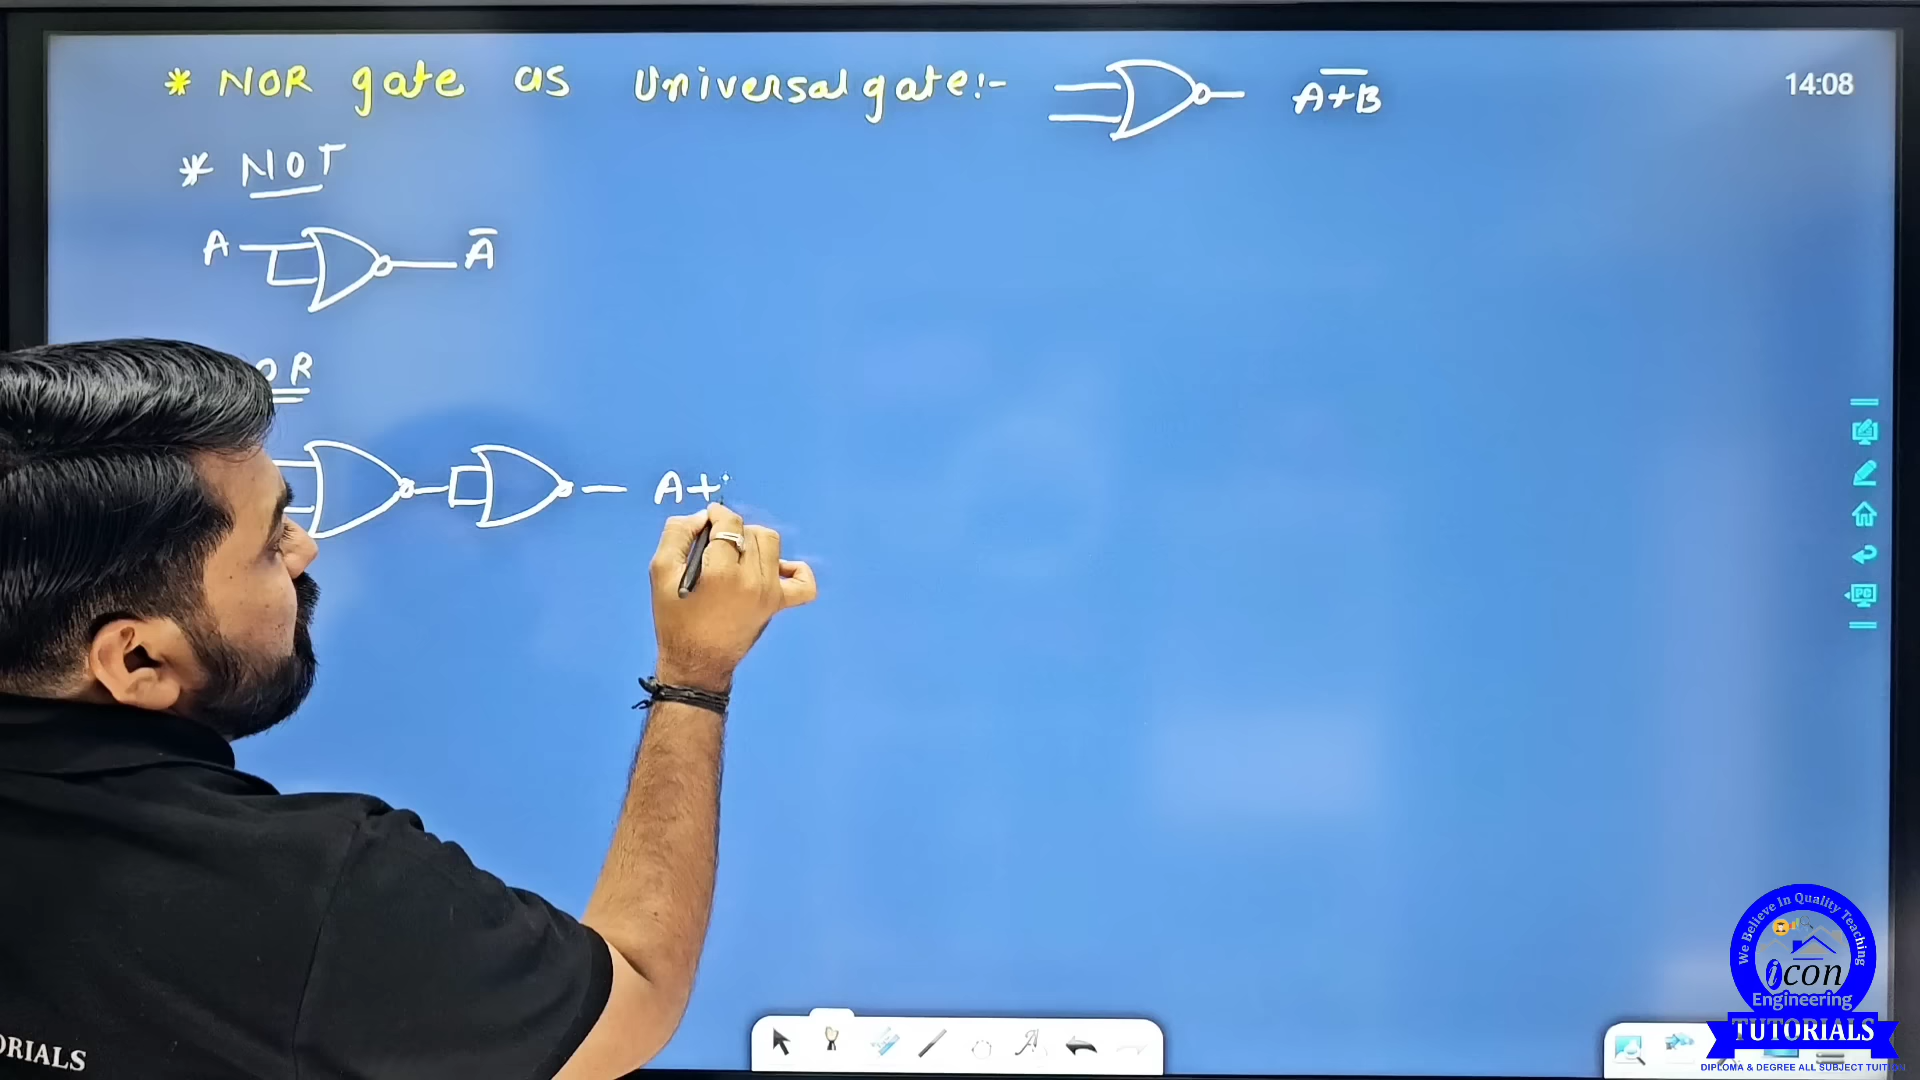 * NOR gate as Universal gate:- A̅+̅B̅
14:08
* NOT
A A̅
OR
A+
PC
We Believe In Quality Teaching
icon
Engineering
TUTORIALS
DIPLOMA & DEGREE ALL SUBJECT TUITION
ORIALS